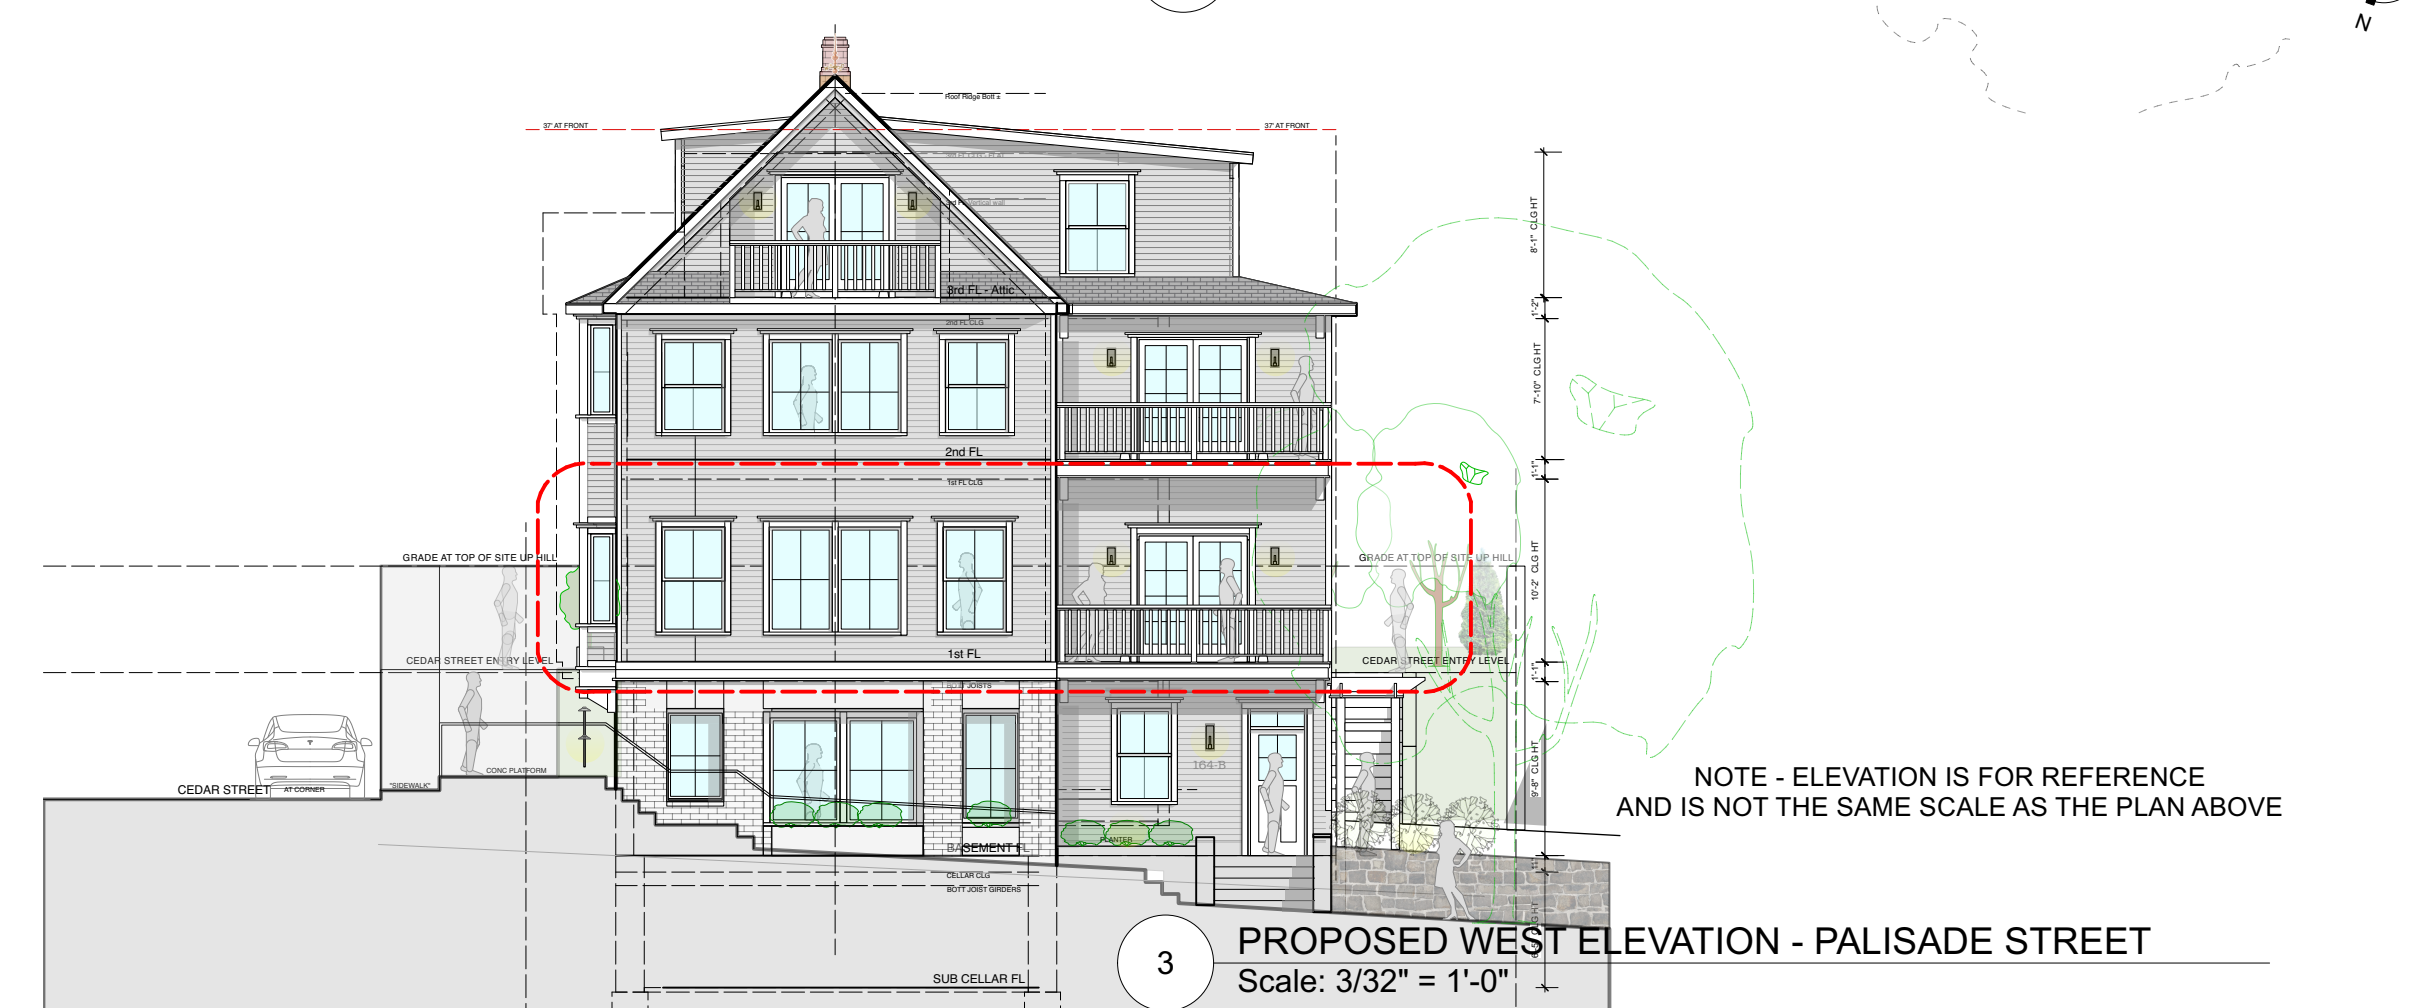 N
Roof Ridge Bott ±
37' AT FRONT
37' AT FRONT
3rd FL - Attic
2nd FL CLG
2nd FL
1st FL CLG
GRADE AT TOP OF SITE UP HILL
GRADE AT TOP OF SITE UP HILL
1st FL
CEDAR STREET ENTRY LEVEL
CEDAR STREET ENTRY LEVEL
JOISTS
164-B
CONC PLATFORM
"SIDEWALK"
CEDAR STREET
AT CORNER
PLANTER
BASEMENT FL
CELLAR CLG
BOTT JOIST GIRDERS
SUB CELLAR FL
8'-1" CLG HT
1'-2"
7'-10" CLG HT
1'-1"
10'-2" CLG HT
1'-1"
9'-8" CLG HT
CLG HT
NOTE - ELEVATION IS FOR REFERENCE
AND IS NOT THE SAME SCALE AS THE PLAN ABOVE
3
PROPOSED WEST ELEVATION - PALISADE STREET
Scale: 3/32" = 1'-0"